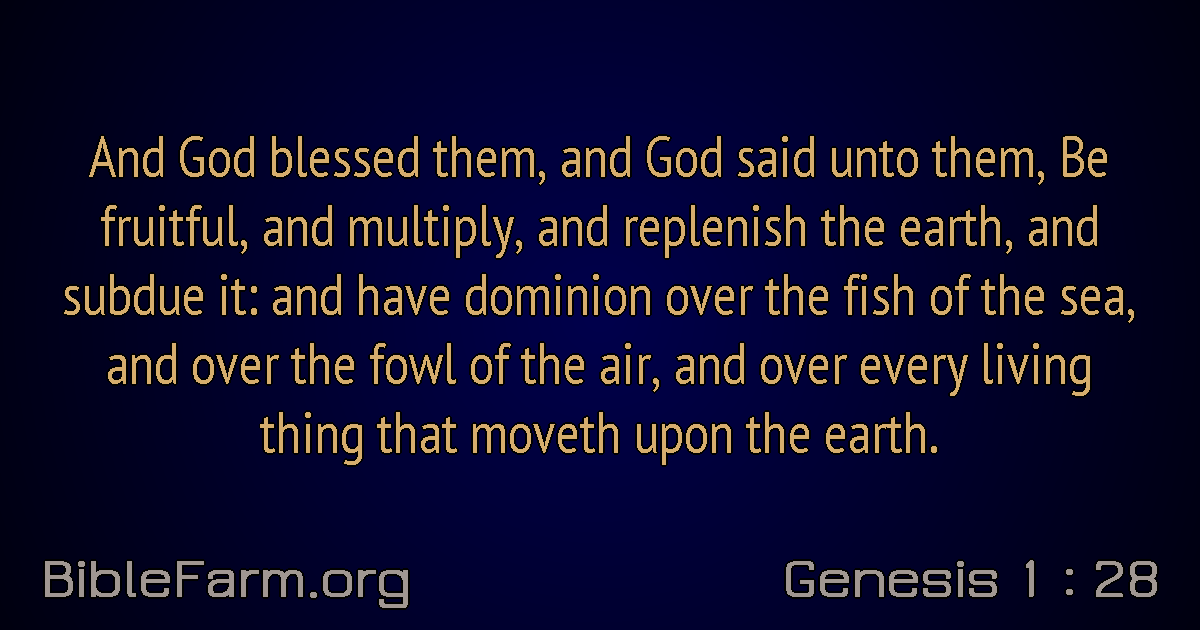 And God blessed them, and God said unto them, Be
fruitful, and multiply, and replenish the earth, and
subdue it: and have dominion over the fish of the sea,
and over the fowl of the air, and over every living
thing that moveth upon the earth.
BibleFarm.org
Genesis 1 : 28